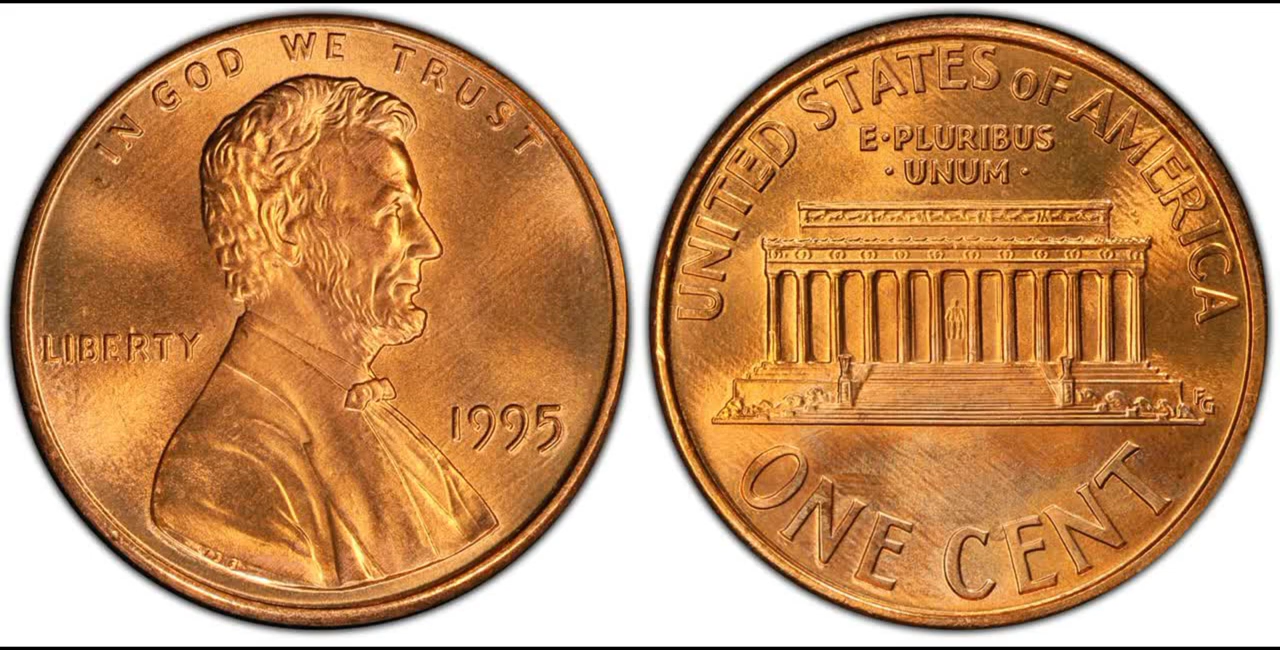 IN GOD WE TRUST
LIBERTY
1995
UNITED STATES OF AMERICA
E·PLURIBUS
·UNUM·
FG
ONE CENT